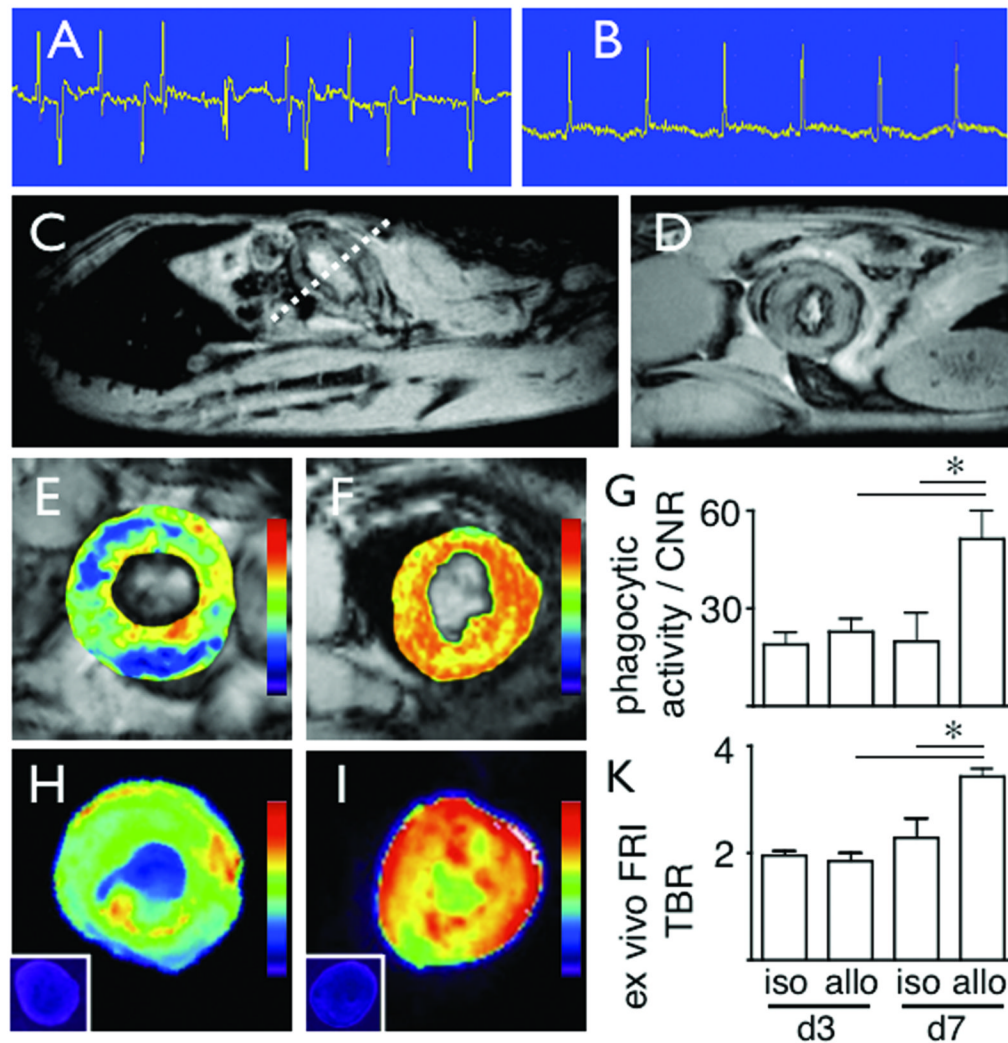 A
B
C
D
E
F
G
phagocytic
activity / CNR
60
30
*
H
I
K
ex vivo FRI
TBR
4
2
*
iso allo iso allo
d3 d7